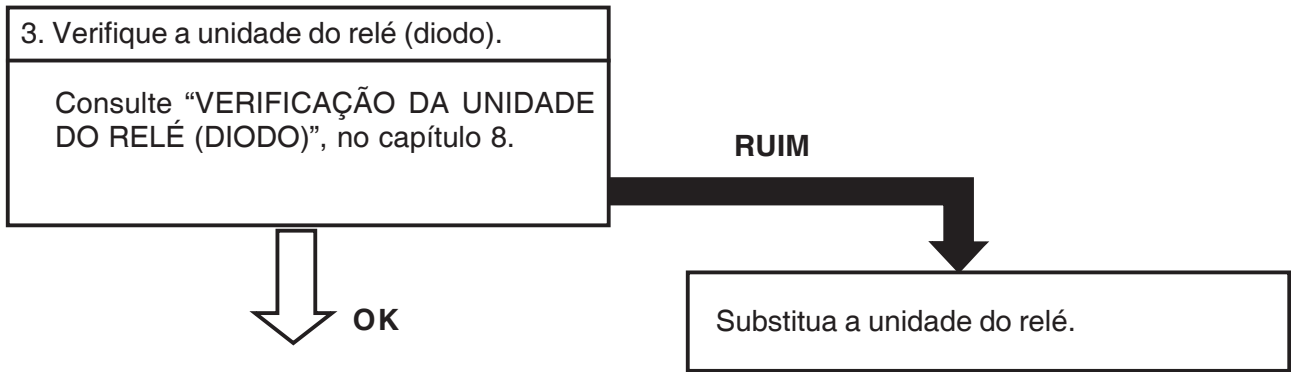 3. Verifique a unidade do relé (diodo).
Consulte “VERIFICAÇÃO DA UNIDADE
DO RELÉ (DIODO)”, no capítulo 8.
RUIM
OK
Substitua a unidade do relé.